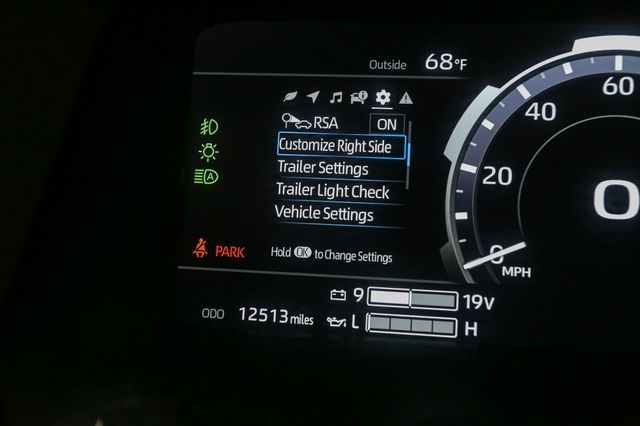 Outside 68°F
RSA ON
Customize Right Side
Trailer Settings
Trailer Light Check
Vehicle Settings
Hold OK to Change Settings
A
PARK
9 19V
ODO 12513 miles
L H
60
40
20
0
0
MPH